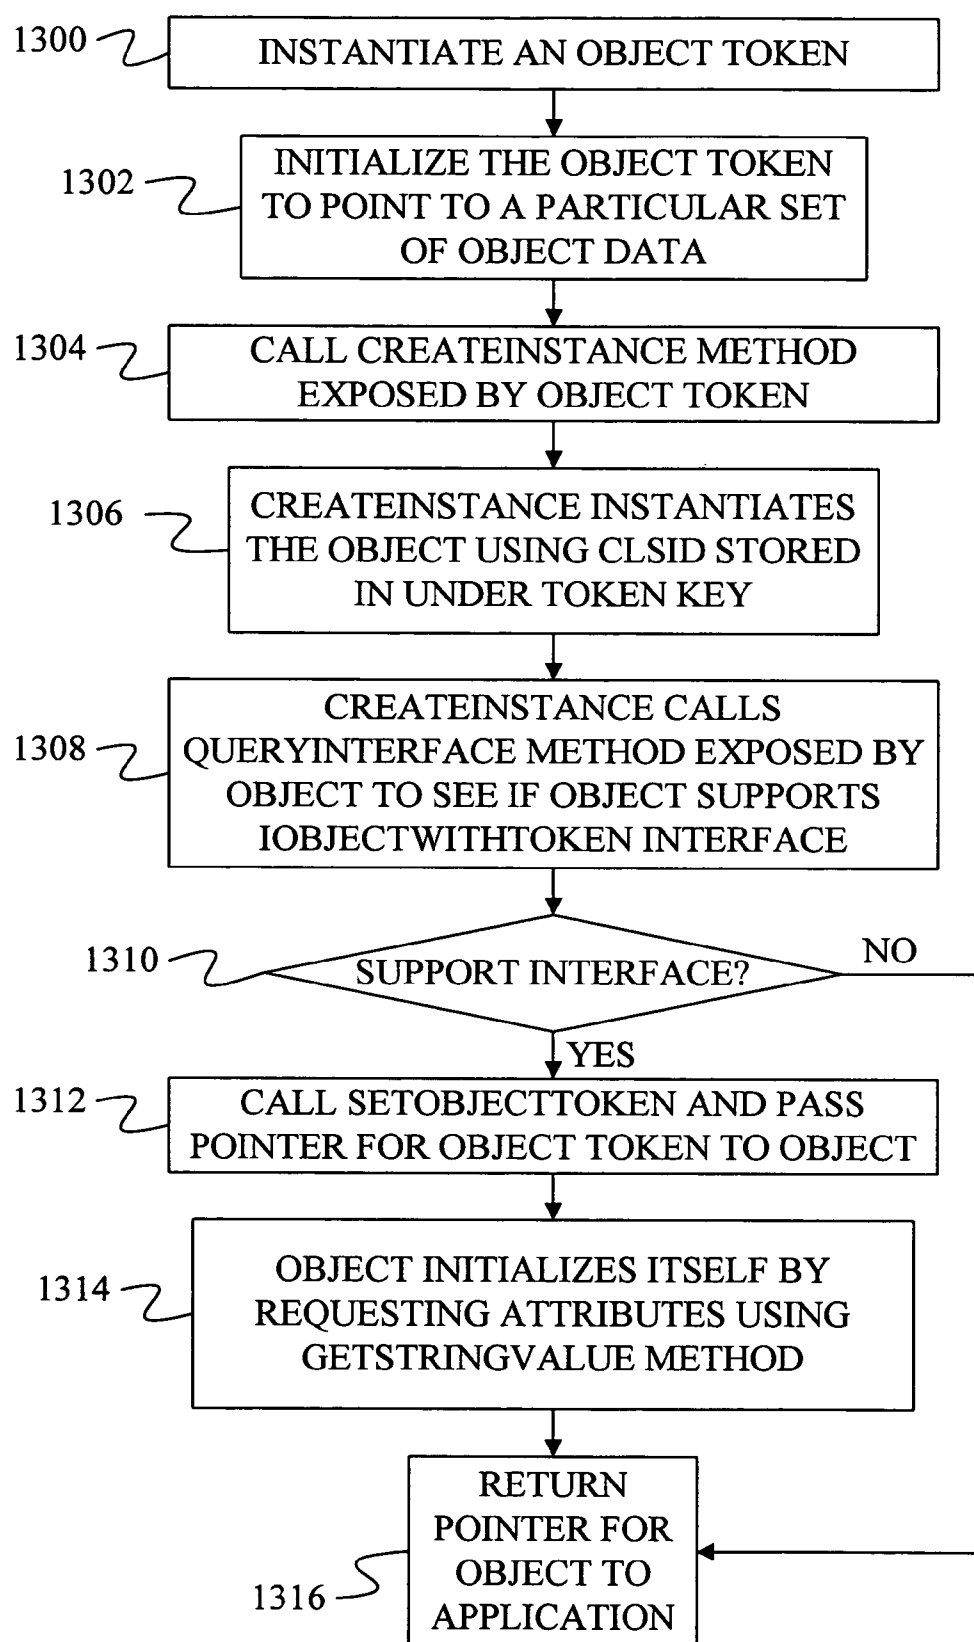 1300
INSTANTIATE AN OBJECT TOKEN
1302
INITIALIZE THE OBJECT TOKEN
TO POINT TO A PARTICULAR SET
OF OBJECT DATA
1304
CALL CREATEINSTANCE METHOD
EXPOSED BY OBJECT TOKEN
1306
CREATEINSTANCE INSTANTIATES
THE OBJECT USING CLSID STORED
IN UNDER TOKEN KEY
1308
CREATEINSTANCE CALLS
QUERYINTERFACE METHOD EXPOSED BY
OBJECT TO SEE IF OBJECT SUPPORTS
IOBJECTWITHTOKEN INTERFACE
1310
SUPPORT INTERFACE?
NO
YES
1312
CALL SETOBJECTTOKEN AND PASS
POINTER FOR OBJECT TOKEN TO OBJECT
1314
OBJECT INITIALIZES ITSELF BY
REQUESTING ATTRIBUTES USING
GETSTRINGVALUE METHOD
1316
RETURN
POINTER FOR
OBJECT TO
APPLICATION